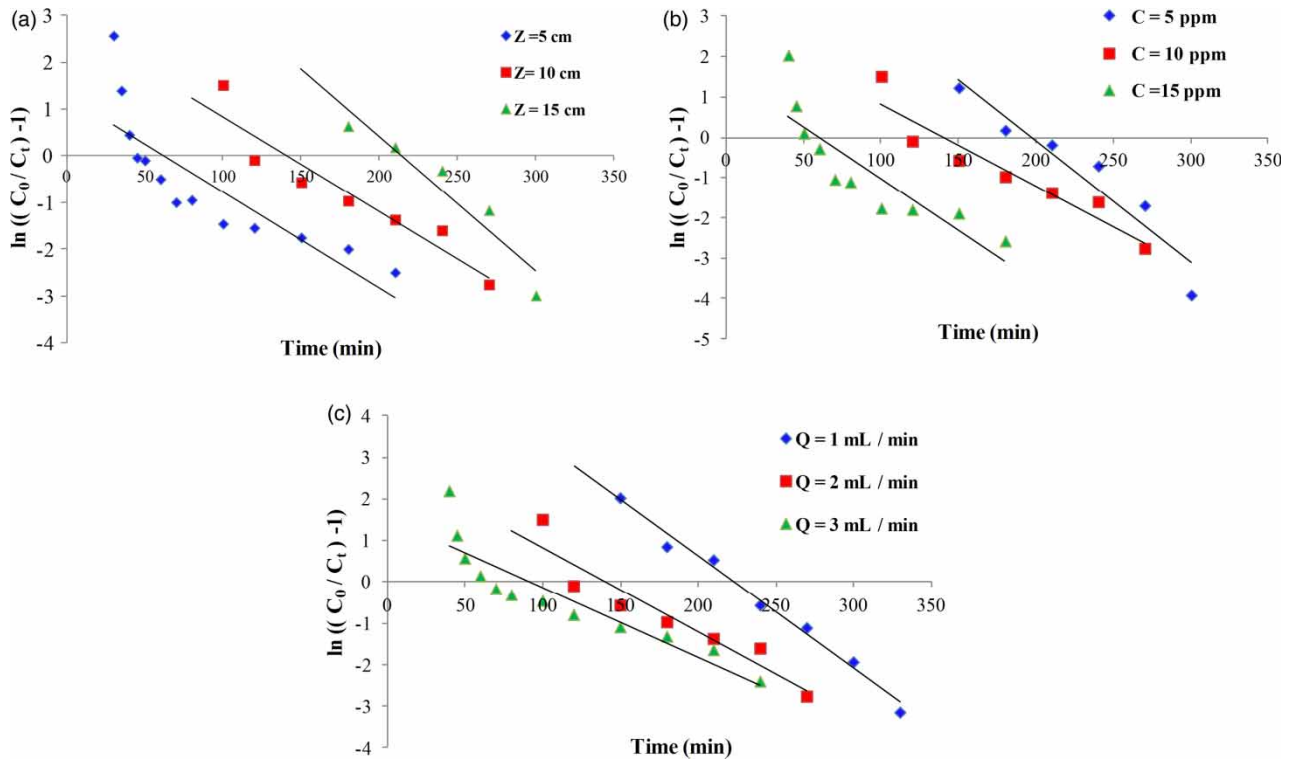 (a)
3
2
1
0
-1
-2
-3
-4
0 50 100 150 200 250 300 350
ln (( C₀ / Cₜ ) -1)
Time (min)
Z =5 cm
Z= 10 cm
Z= 15 cm
(b)
3
2
1
0
-1
-2
-3
-4
-5
0 50 100 150 200 250 300 350
ln (( C₀ / Cₜ ) -1)
Time (min)
C = 5 ppm
C = 10 ppm
C =15 ppm
(c)
4
3
2
1
0
-1
-2
-3
-4
0 50 100 150 200 250 300 350
ln (( C₀ / Cₜ ) -1)
Time (min)
Q = 1 mL / min
Q = 2 mL / min
Q = 3 mL / min